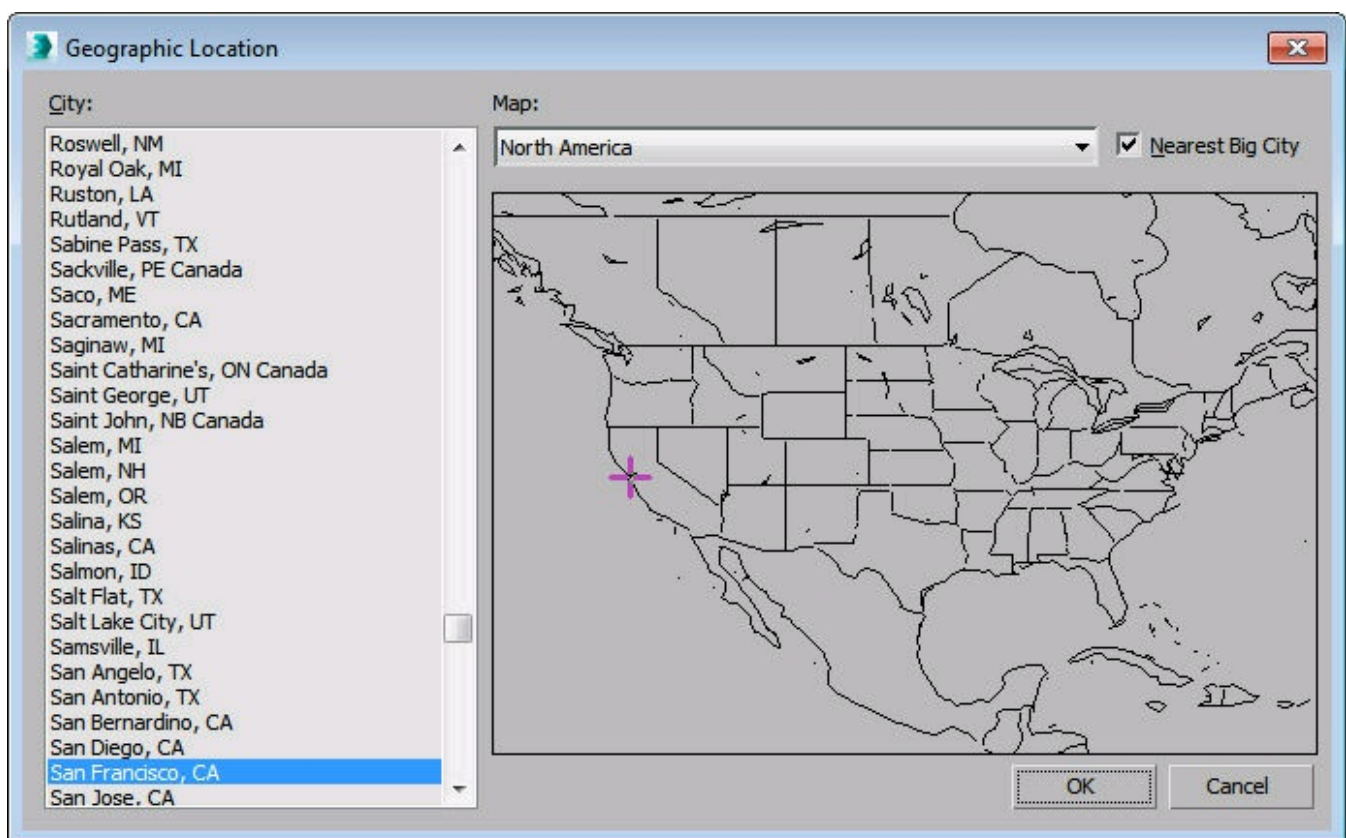 Geographic Location
City:
Map:
Roswell, NM
Royal Oak, MI
Ruston, LA
Rutland, VT
Sabine Pass, TX
Sackville, PE Canada
Saco, ME
Sacramento, CA
Saginaw, MI
Saint Catharine's, ON Canada
Saint George, UT
Saint John, NB Canada
Salem, MI
Salem, NH
Salem, OR
Salina, KS
Salinas, CA
Salmon, ID
Salt Flat, TX
Salt Lake City, UT
Samsville, IL
San Angelo, TX
San Antonio, TX
San Bernardino, CA
San Diego, CA
San Francisco, CA
San Jose, CA
North America
Nearest Big City
OK
Cancel